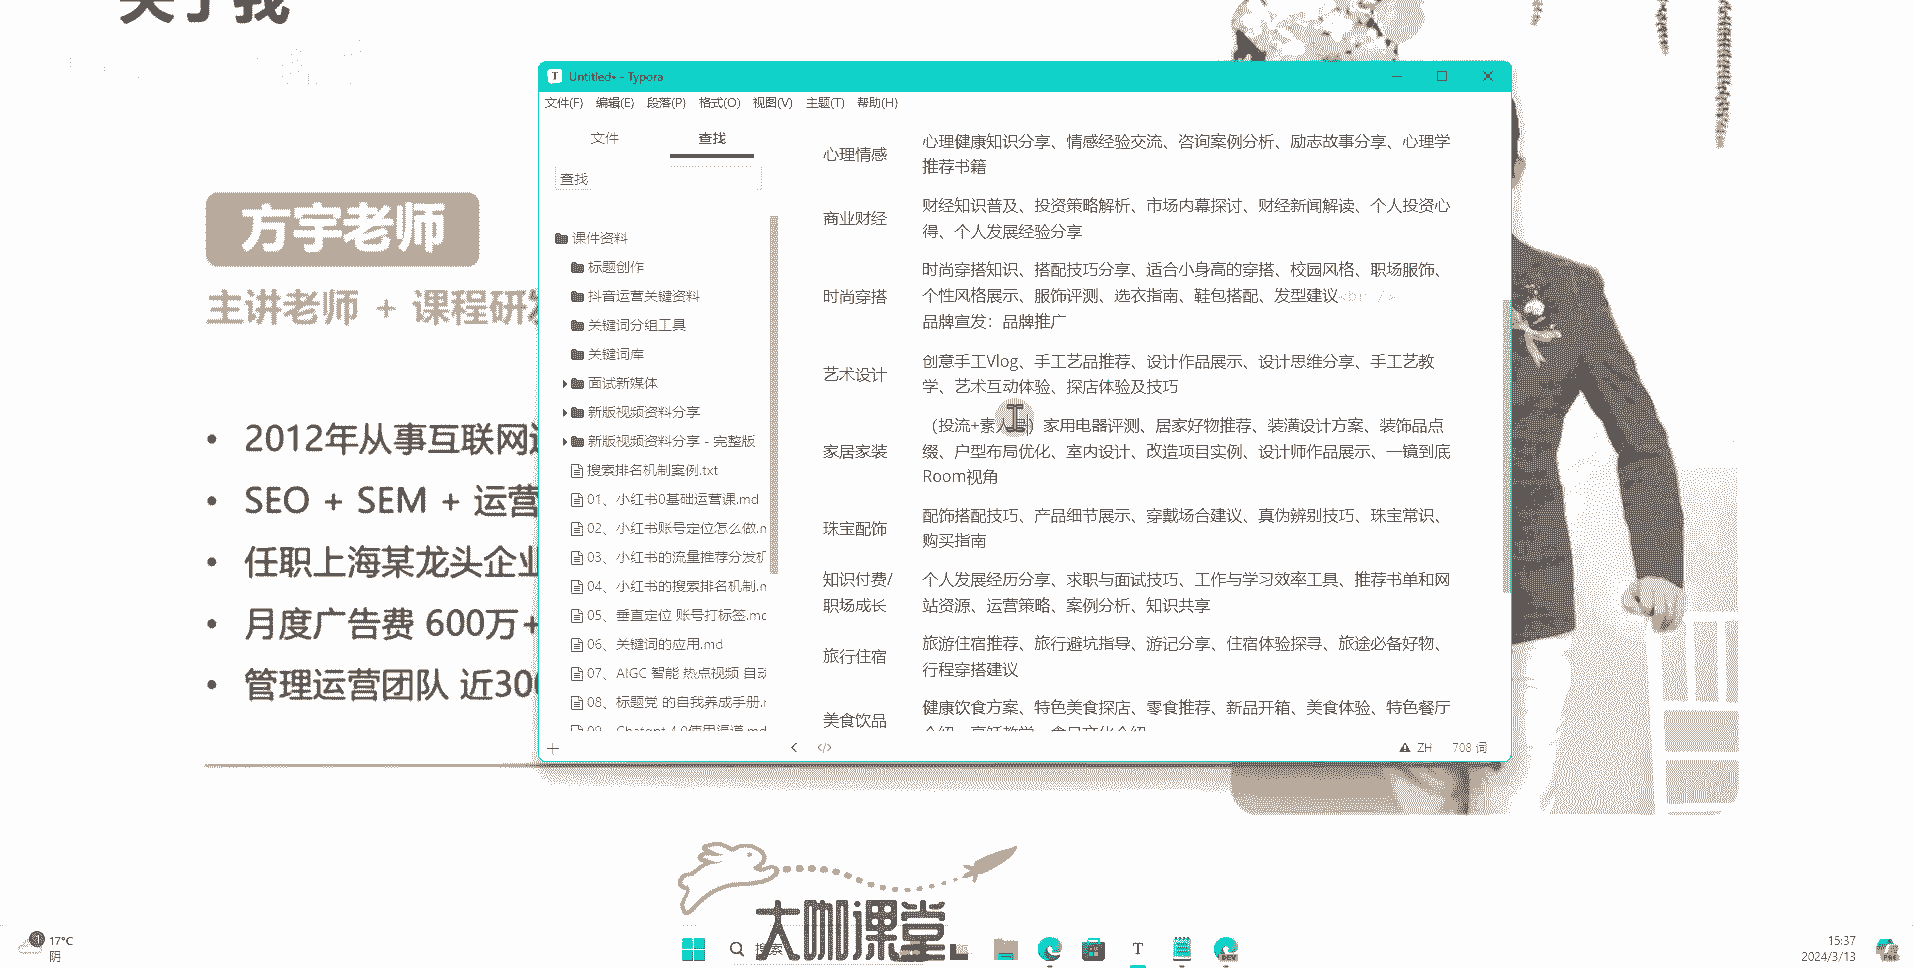 关于我
方宇老师
主讲老师 + 课程研
2012年从事互联网
SEO + SEM + 运营
任职上海某龙头企业
月度广告费 600万+
管理运营团队 近300
Untitled• - Typora
文件(F) 编辑(E) 段落(P) 格式(O) 视图(V) 主题(T) 帮助(H)
文件 查找
查找
课件资料
标题创作
抖音运营关键资料
关键词分组工具
关键词库
面试新媒体
新版视频资料分享
新版视频资料分享 - 完整版
搜索排名机制案例.txt
01、小红书0基础运营课.md
02、小红书账号定位怎么做.
03、小红书的流量推荐分发机
04、小红书的搜索排名机制.
05、垂直定位 账号打标签.md
06、关键词的应用.md
07、AIGC 智能 热点视频 自动
08、标题党 的自我养成手册.
09、Chatgpt 4.0使用渠道.md
心理情感
心理健康知识分享、情感经验交流、咨询案例分析、励志故事分享、心理学
推荐书籍
商业财经
财经知识普及、投资策略解析、市场内幕探讨、财经新闻解读、个人投资心
得、个人发展经验分享
时尚穿搭
时尚穿搭知识、搭配技巧分享、适合小身高的穿搭、校园风格、职场服饰、
个性风格展示、服饰评测、选衣指南、鞋包搭配、发型建议<br />
品牌宣发：品牌推广
艺术设计
创意手工Vlog、手工艺品推荐、设计作品展示、设计思维分享、手工艺教
学、艺术互动体验、探店体验及技巧
家居家装
（投流+素人）家用电器评测、居家好物推荐、装潢设计方案、装饰品点
缀、户型布局优化、室内设计、改造项目实例、设计师作品展示、一镜到底
Room视角
珠宝配饰
配饰搭配技巧、产品细节展示、穿戴场合建议、真伪辨别技巧、珠宝常识、
购买指南
知识付费/
职场成长
个人发展经历分享、求职与面试技巧、工作与学习效率工具、推荐书单和网
站资源、运营策略、案例分析、知识共享
旅行住宿
旅游住宿推荐、旅行避坑指导、游记分享、住宿体验探寻、旅途必备好物、
行程穿搭建议
美食饮品
健康饮食方案、特色美食探店、零食推荐、新品开箱、美食体验、特色餐厅
ZH 708 词
大咖课堂
搜索
17°C
阴
15:37
2024/3/13